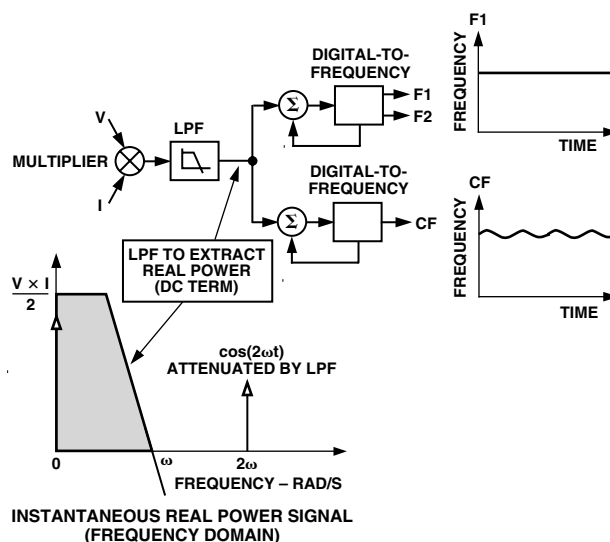 F1
DIGITAL-TO-
FREQUENCY
FREQUENCY
V
LPF
Σ
F1
F2
TIME
MULTIPLIER
I
DIGITAL-TO-
FREQUENCY
CF
Σ
CF
FREQUENCY
LPF TO EXTRACT
REAL POWER
(DC TERM)
TIME
V × I
2
cos(2ωt)
ATTENUATED BY LPF
0
ω
2ω
FREQUENCY – RAD/S
INSTANTANEOUS REAL POWER SIGNAL
(FREQUENCY DOMAIN)